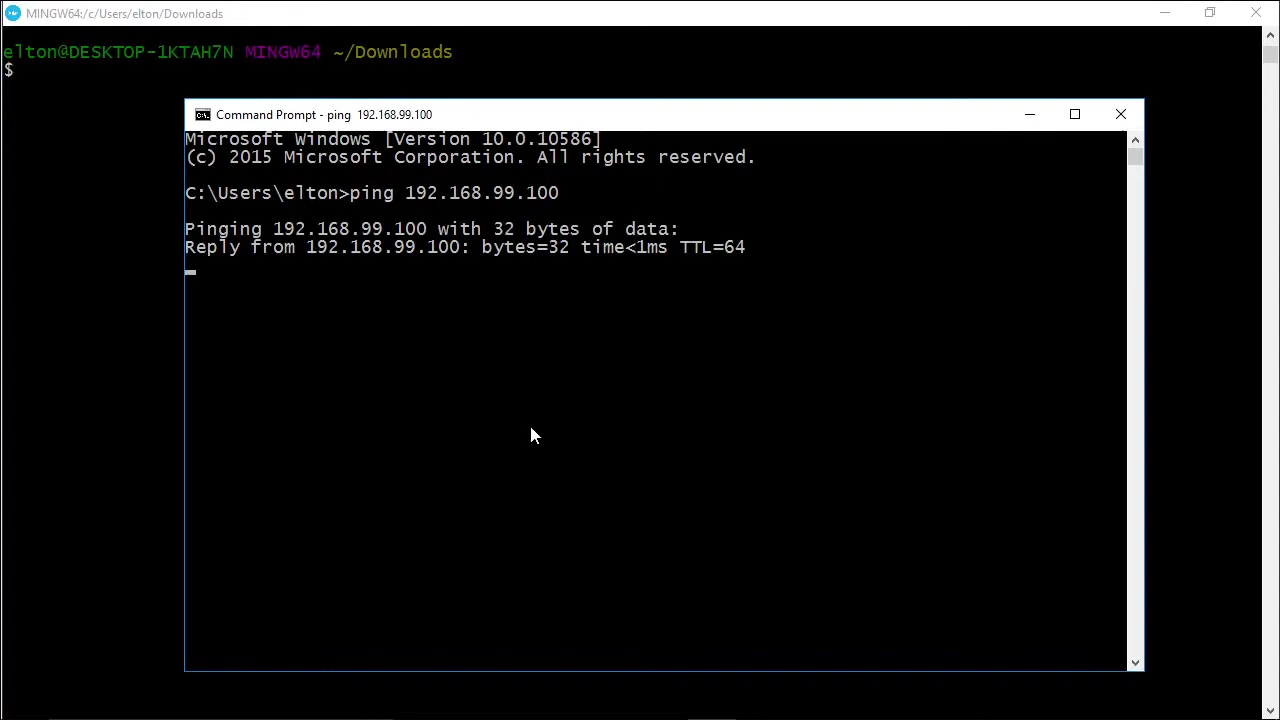 MINGW64:/c/Users/elton/Downloads
elton@DESKTOP-1KTAH7N MINGW64 ~/Downloads
$
Command Prompt - ping 192.168.99.100
Microsoft Windows [Version 10.0.10586]
(c) 2015 Microsoft Corporation. All rights reserved.
C:\Users\elton>ping 192.168.99.100
Pinging 192.168.99.100 with 32 bytes of data:
Reply from 192.168.99.100: bytes=32 time<1ms TTL=64